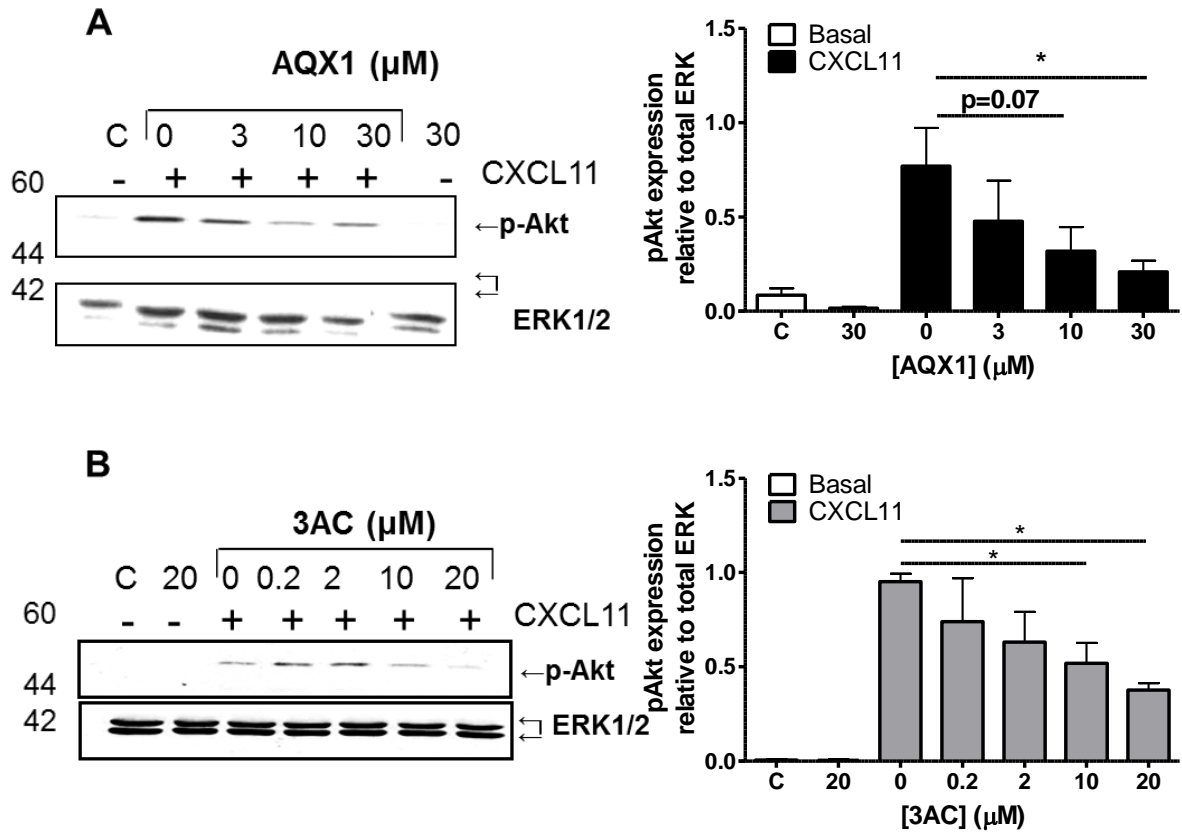 A
AQX1 (µM)
C 0 3 10 30 30
- + + + + - CXCL11
60
←p-Akt
44
42
ERK1/2
Basal
CXCL11
pAkt expression
relative to total ERK
1.5
1.0
0.5
0.0
*
p=0.07
C 30 0 3 10 30
[AQX1] (µM)
B
3AC (µM)
C 20 0 0.2 2 10 20
- - + + + + + CXCL11
60
←p-Akt
44
42
ERK1/2
Basal
CXCL11
pAkt expression
relative to total ERK
1.5
1.0
0.5
0.0
*
*
C 20 0 0.2 2 10 20
[3AC] (µM)